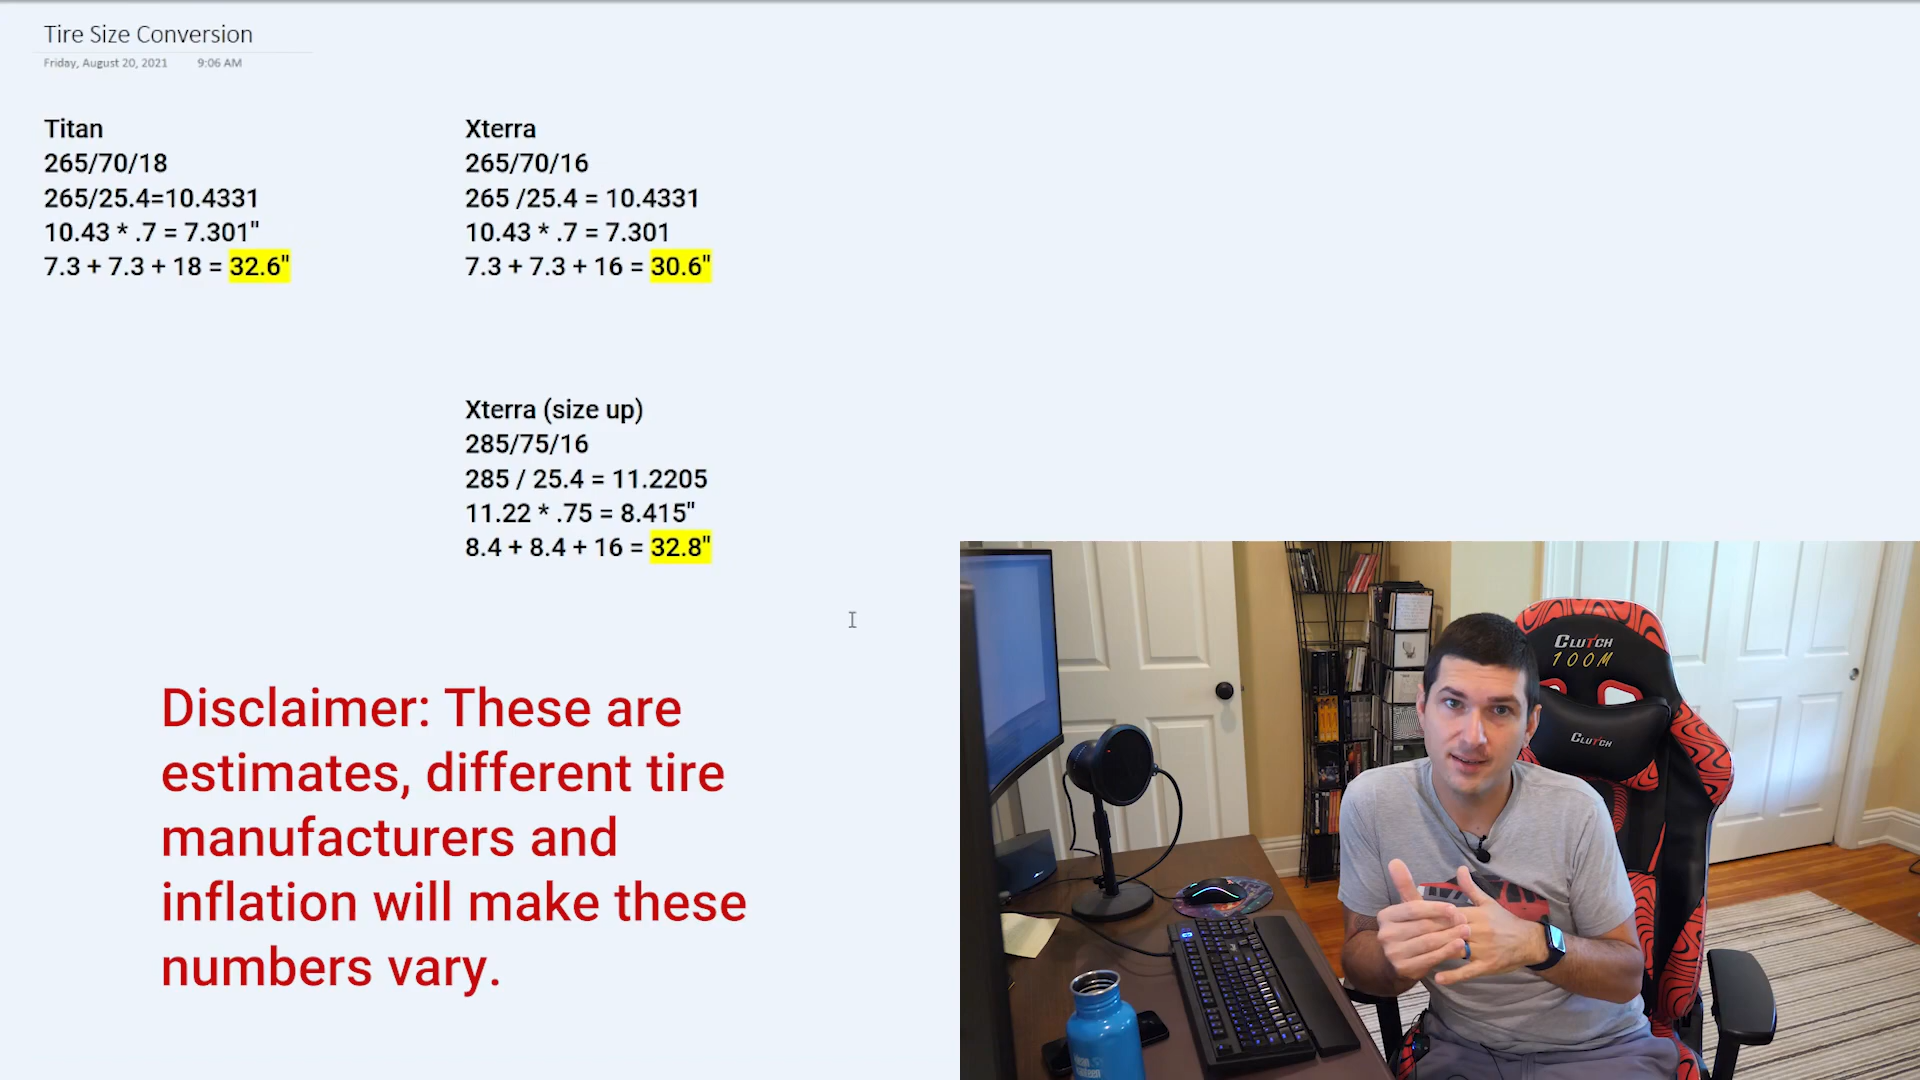 Tire Size Conversion
Friday, August 20, 2021 9:06 AM
Titan
265/70/18
265/25.4=10.4331
10.43 * .7 = 7.301"
7.3 + 7.3 + 18 = 32.6"
Xterra
265/70/16
265 /25.4 = 10.4331
10.43 * .7 = 7.301
7.3 + 7.3 + 16 = 30.6"
Xterra (size up)
285/75/16
285 / 25.4 = 11.2205
11.22 * .75 = 8.415"
8.4 + 8.4 + 16 = 32.8"
Disclaimer: These are
estimates, different tire
manufacturers and
inflation will make these
numbers vary.
CLUTCH
100M
CLUTCH